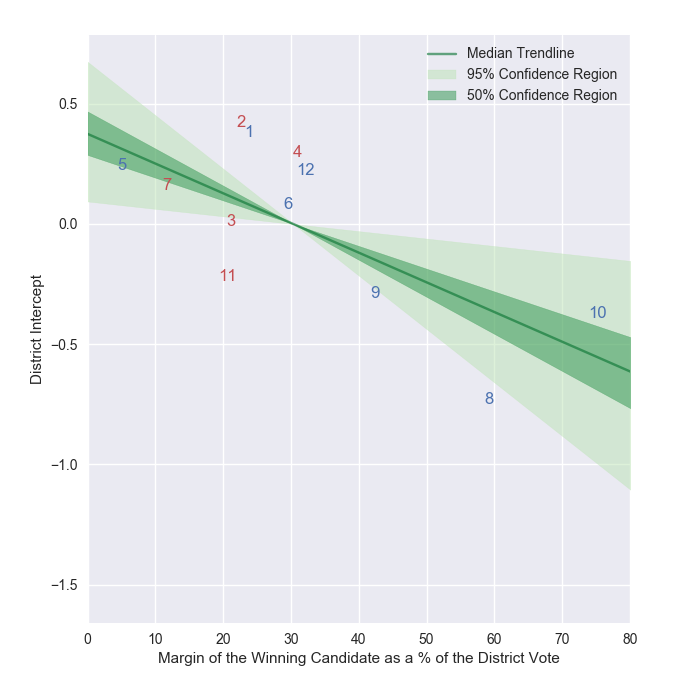 Median Trendline
95% Confidence Region
50% Confidence Region
0.5
0.0
−0.5
−1.0
−1.5
District Intercept
2
1
4
12
5
7
6
3
11
9
10
8
0 10 20 30 40 50 60 70 80
Margin of the Winning Candidate as a % of the District Vote